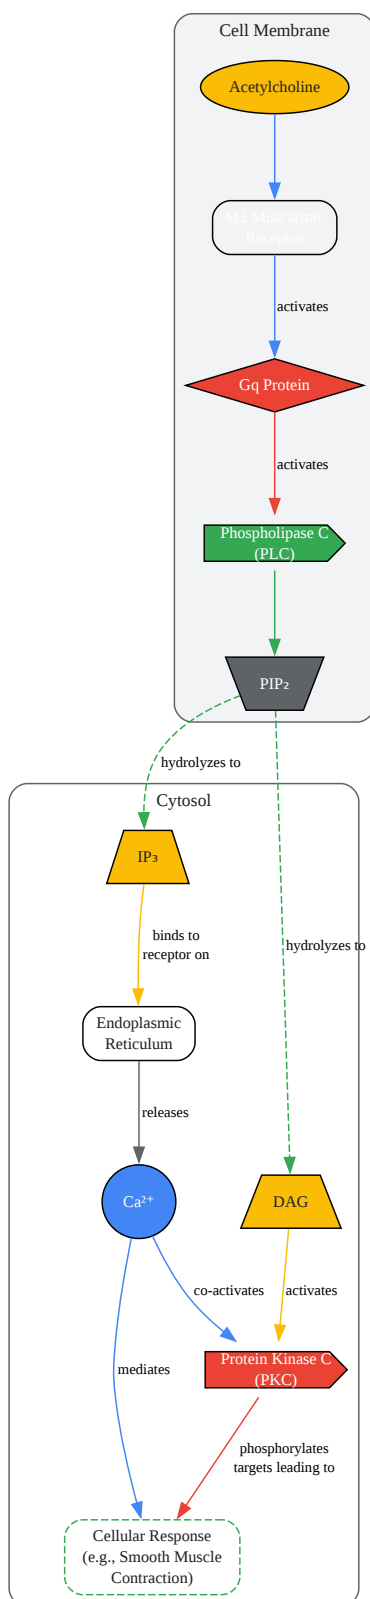 Cell Membrane
Acetylcholine
M3 Muscarinic
Receptor
activates
Gq Protein
activates
Phospholipase C
(PLC)
PIP₂
hydrolyzes to
Cytosol
IP₃
binds to
receptor on
hydrolyzes to
Endoplasmic
Reticulum
releases
Ca²⁺
DAG
co-activates
activates
mediates
Protein Kinase C
(PKC)
phosphorylates
targets leading to
Cellular Response
(e.g., Smooth Muscle
Contraction)